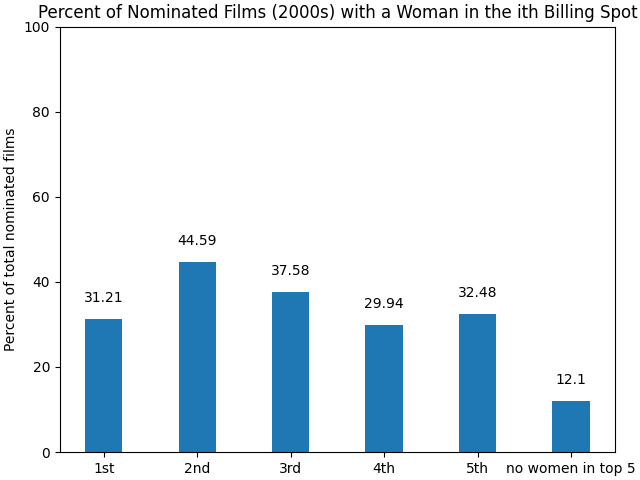 Percent of Nominated Films (2000s) with a Woman in the ith Billing Spot
Percent of total nominated films
100
80
60
40
20
0
31.21
44.59
37.58
29.94
32.48
12.1
1st
2nd
3rd
4th
5th
no women in top 5